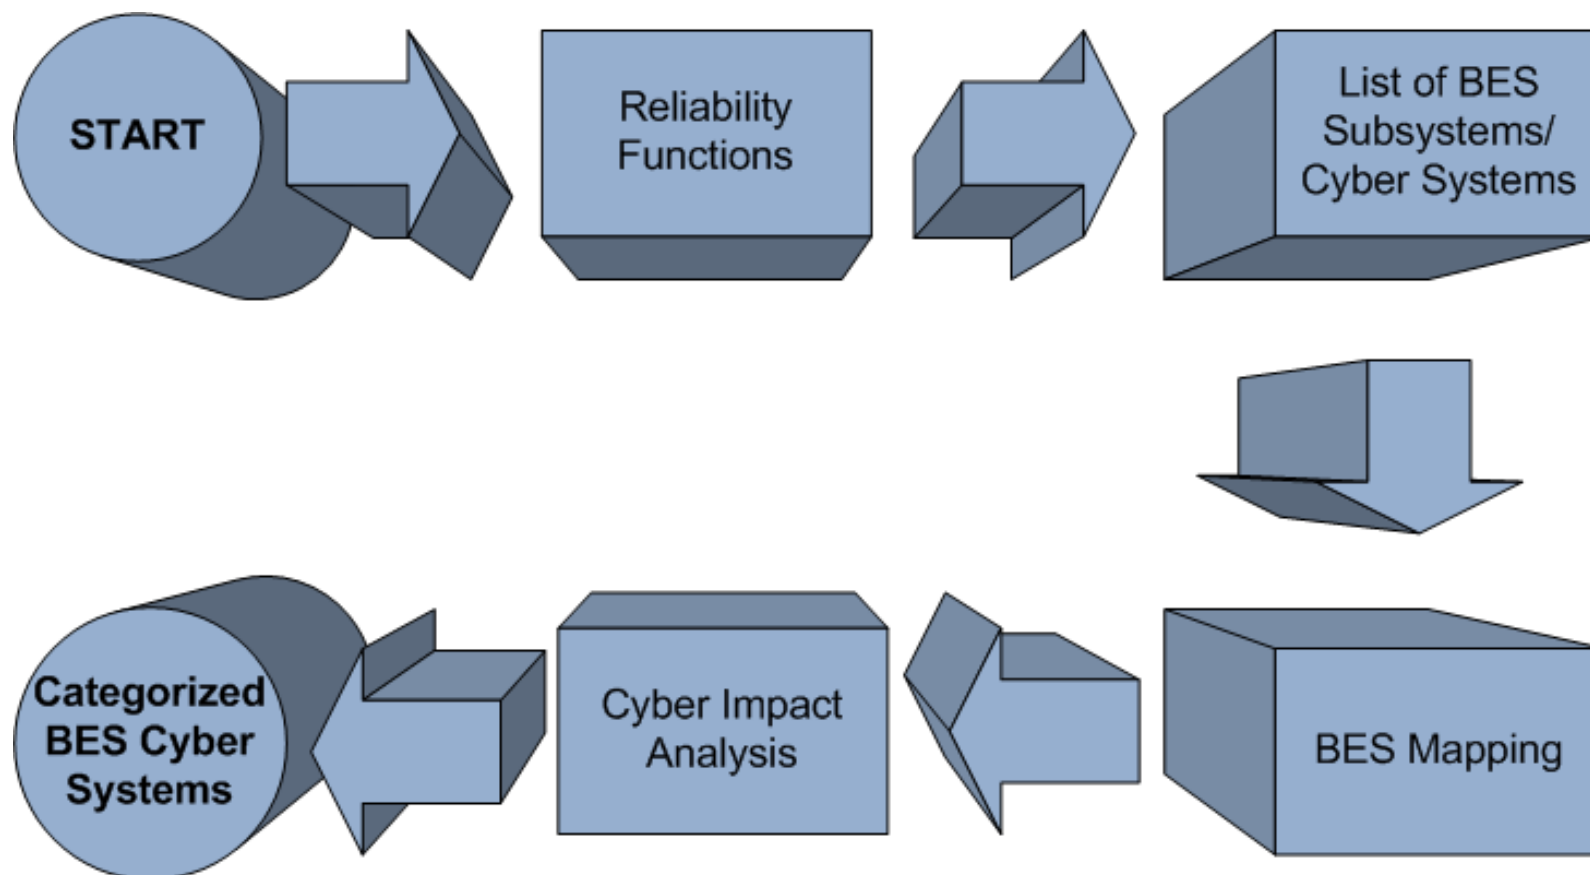 START
Reliability
Functions
List of BES
Subsystems/
Cyber Systems
BES Mapping
Cyber Impact
Analysis
Categorized
BES Cyber
Systems